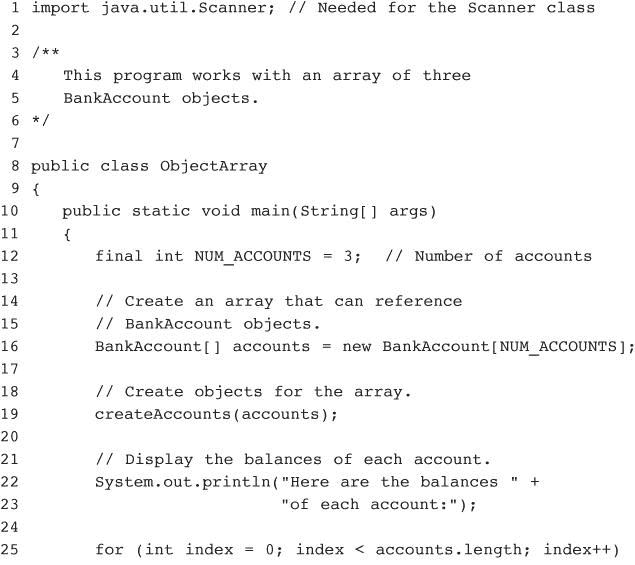 1 import java.util.Scanner; // Needed for the Scanner class
2
3 /**
4    This program works with an array of three
5    BankAccount objects.
6 */
7
8 public class ObjectArray
9 {
10    public static void main(String[] args)
11    {
12       final int NUM_ACCOUNTS = 3;  // Number of accounts
13
14       // Create an array that can reference
15       // BankAccount objects.
16       BankAccount[] accounts = new BankAccount[NUM_ACCOUNTS];
17
18       // Create objects for the array.
19       createAccounts(accounts);
20
21       // Display the balances of each account.
22       System.out.println("Here are the balances " +
23                          "of each account:");
24
25       for (int index = 0; index < accounts.length; index++)